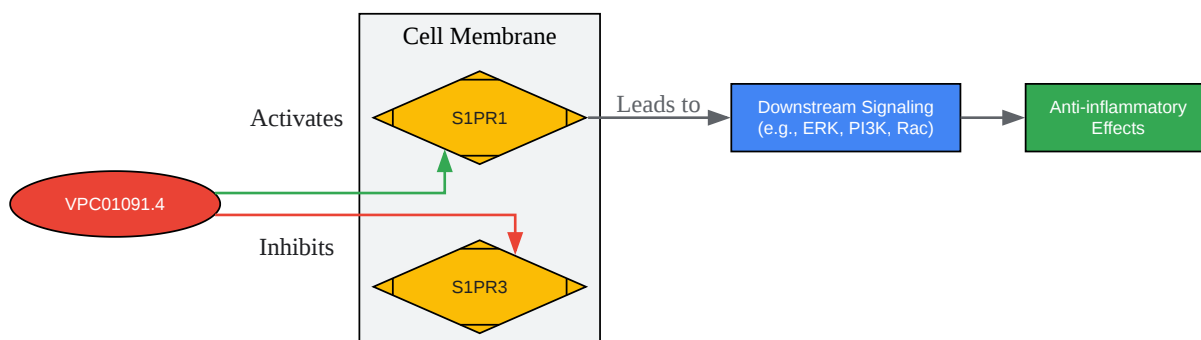 Cell Membrane
Activates
S1PR1
Leads to
Downstream Signaling
(e.g., ERK, PI3K, Rac)
Anti-inflammatory
Effects
VPC01091.4
Inhibits
S1PR3